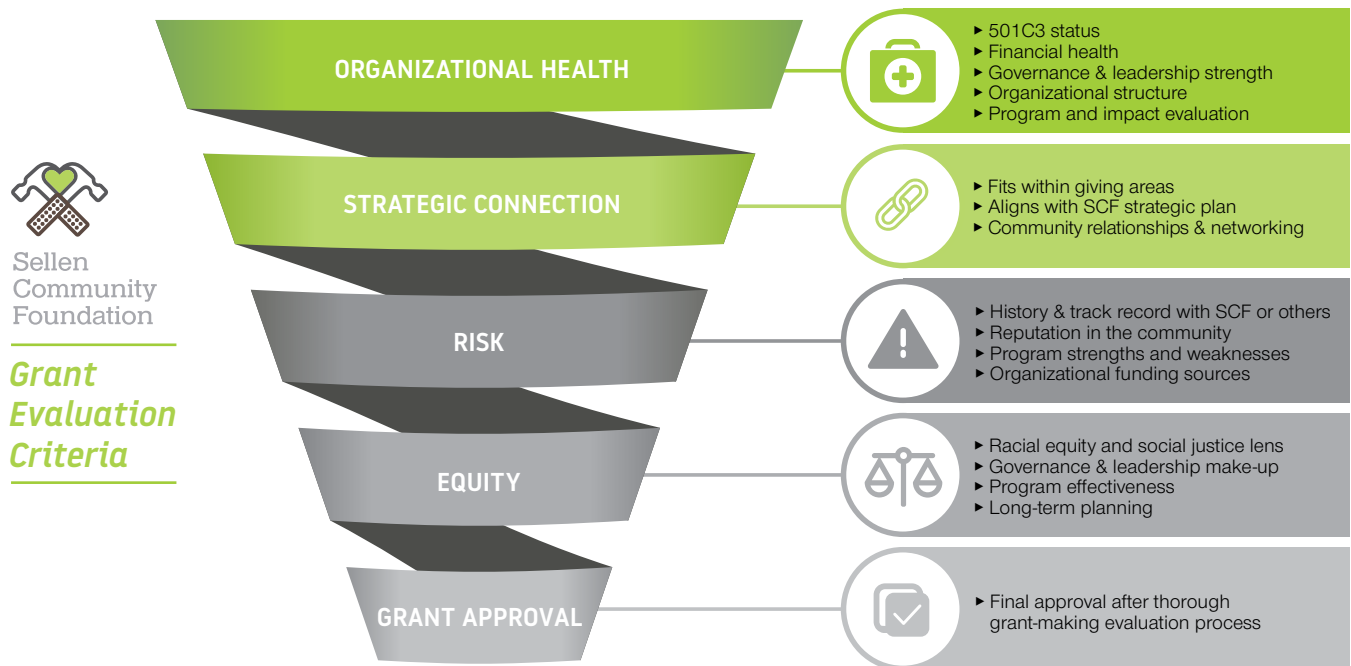 Sellen
Community
Foundation
Grant
Evaluation
Criteria
ORGANIZATIONAL HEALTH
▸ 501C3 status
▸ Financial health
▸ Governance & leadership strength
▸ Organizational structure
▸ Program and impact evaluation
STRATEGIC CONNECTION
▸ Fits within giving areas
▸ Aligns with SCF strategic plan
▸ Community relationships & networking
RISK
▸ History & track record with SCF or others
▸ Reputation in the community
▸ Program strengths and weaknesses
▸ Organizational funding sources
EQUITY
▸ Racial equity and social justice lens
▸ Governance & leadership make-up
▸ Program effectiveness
▸ Long-term planning
GRANT APPROVAL
▸ Final approval after thorough
grant-making evaluation process